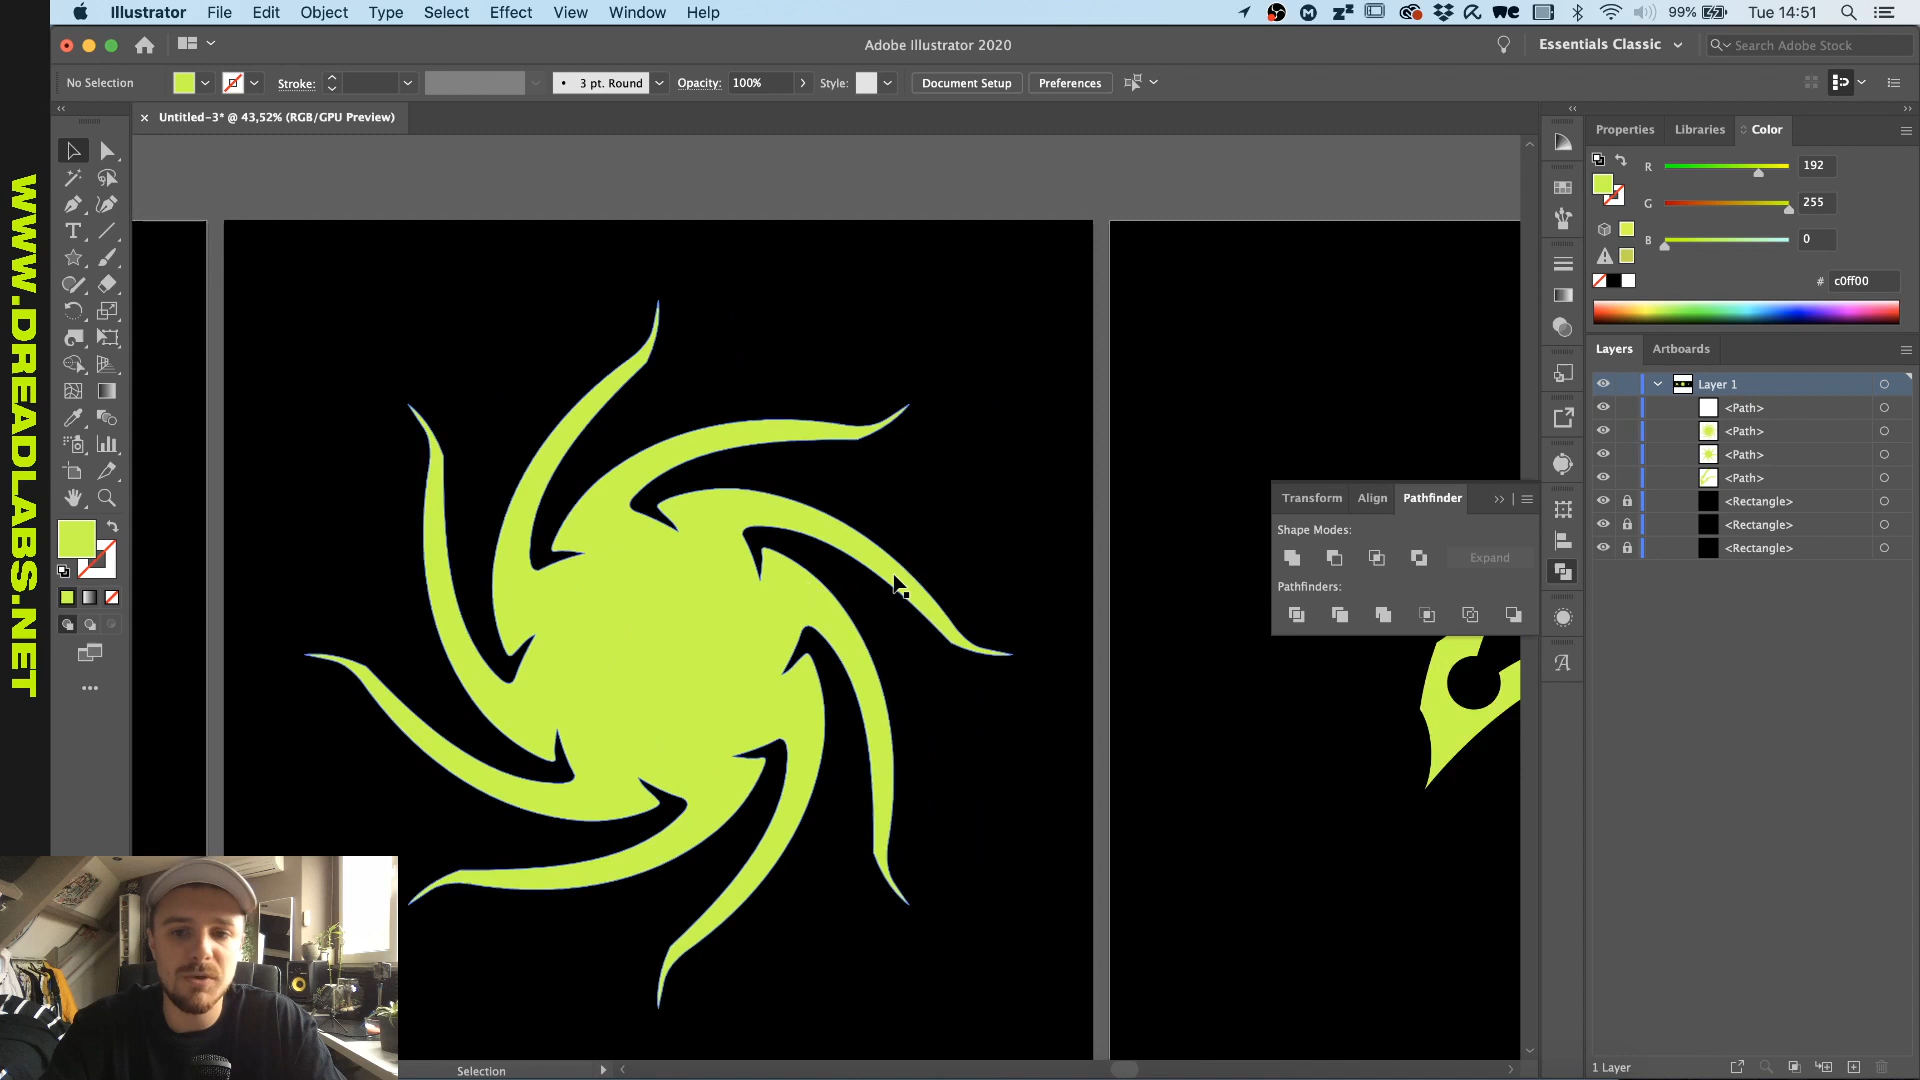 Illustrator File Edit Object Type Select Effect View Window Help
99% Tue 14:51
Adobe Illustrator 2020
Essentials Classic
Search Adobe Stock
No Selection
Stroke:
3 pt. Round
Opacity: 100%
Style:
Document Setup
Preferences
Untitled-3* @ 43,52% (RGB/GPU Preview)
WWW.DREADLABS.NET
Properties Libraries Color
R 192
G 255
B 0
# c0ff00
Layers Artboards
Layer 1
<Path>
<Path>
<Path>
<Path>
<Rectangle>
<Rectangle>
<Rectangle>
Transform Align Pathfinder
Shape Modes:
Expand
Pathfinders:
Selection
1 Layer